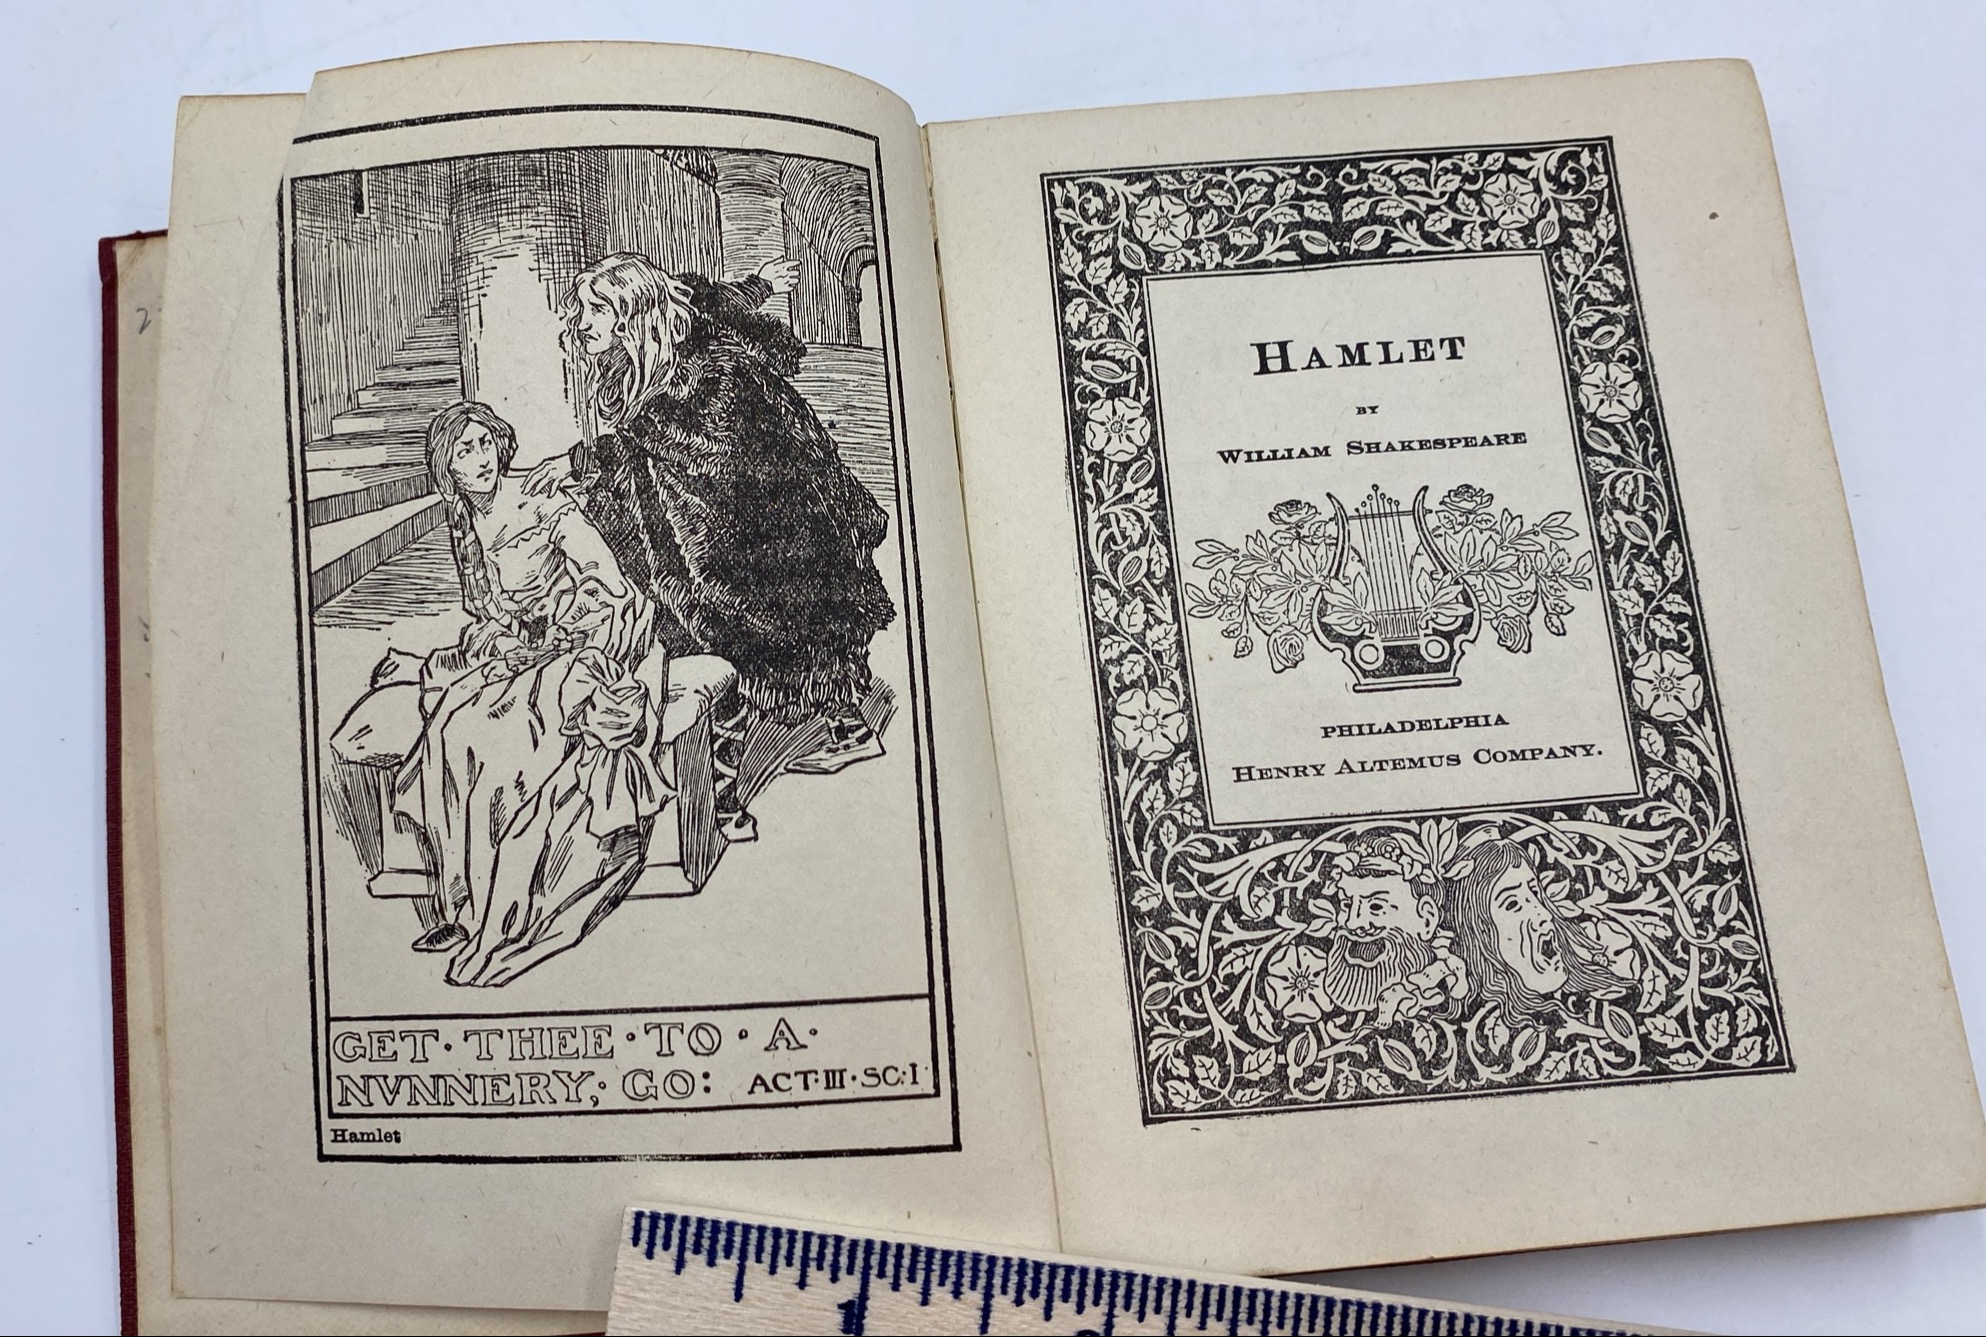 GET·THEE·TO·A·
NVNNERY; GO: ACT·III·SC:I
Hamlet
HAMLET
BY
WILLIAM SHAKESPEARE
PHILADELPHIA
HENRY ALTEMUS COMPANY.
1